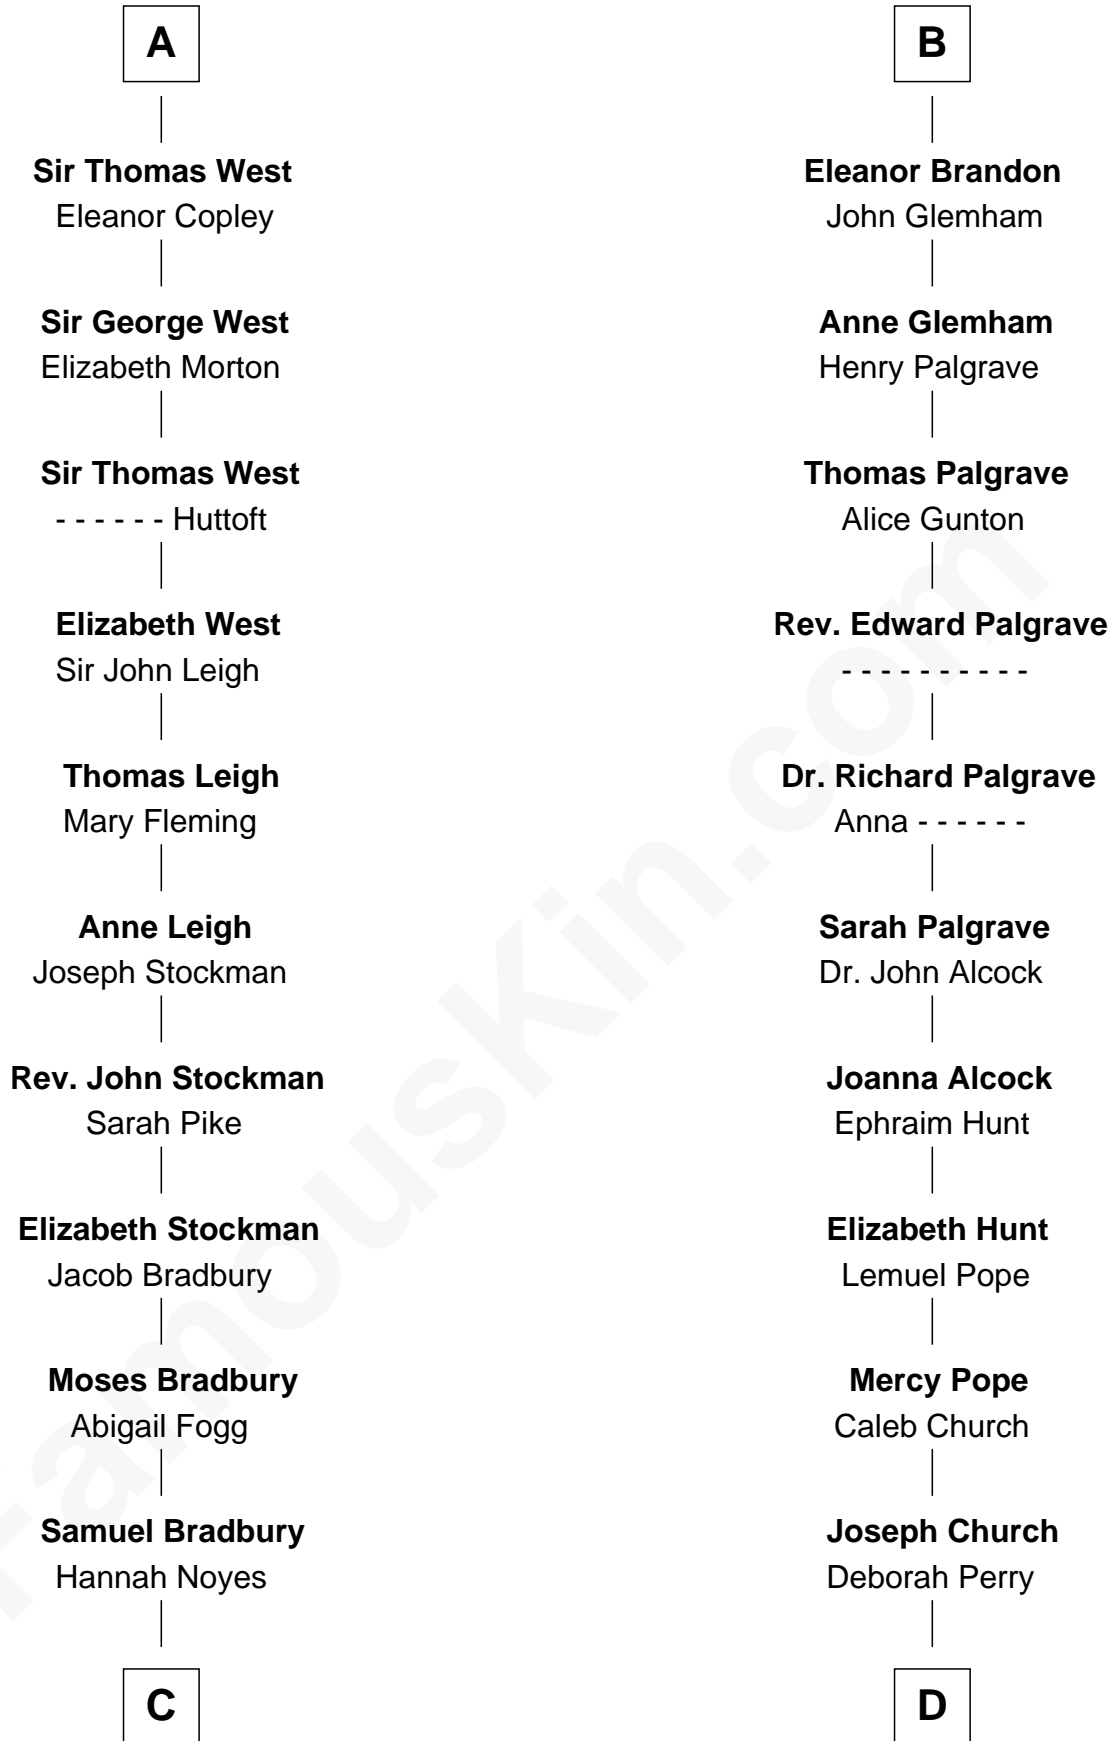 A
Sir Thomas West
Eleanor Copley
Sir George West
Elizabeth Morton
Sir Thomas West
- - - - - - Huttoft
Elizabeth West
Sir John Leigh
Thomas Leigh
Mary Fleming
Anne Leigh
Joseph Stockman
Rev. John Stockman
Sarah Pike
Elizabeth Stockman
Jacob Bradbury
Moses Bradbury
Abigail Fogg
Samuel Bradbury
Hannah Noyes
C
B
Eleanor Brandon
John Glemham
Anne Glemham
Henry Palgrave
Thomas Palgrave
Alice Gunton
Rev. Edward Palgrave
- - - - - - - - - -
Dr. Richard Palgrave
Anna - - - - - -
Sarah Palgrave
Dr. John Alcock
Joanna Alcock
Ephraim Hunt
Elizabeth Hunt
Lemuel Pope
Mercy Pope
Caleb Church
Joseph Church
Deborah Perry
D
FamousKin.com